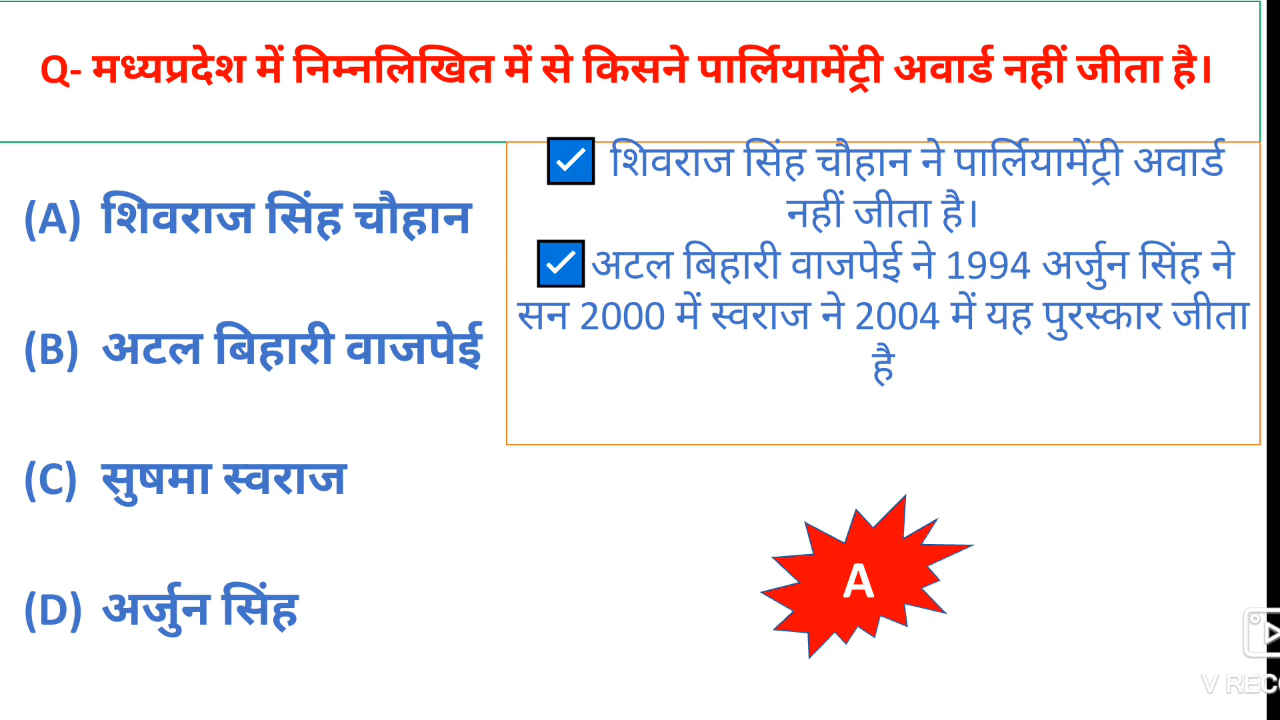 Q- मध्यप्रदेश में निम्नलिखित में से किसने पार्लियामेंट्री अवार्ड नहीं जीता है।
(A) शिवराज सिंह चौहान
(B) अटल बिहारी वाजपेई
(C) सुषमा स्वराज
(D) अर्जुन सिंह
शिवराज सिंह चौहान ने पार्लियामेंट्री अवार्ड
नहीं जीता है।
अटल बिहारी वाजपेई ने 1994 अर्जुन सिंह ने
सन 2000 में स्वराज ने 2004 में यह पुरस्कार जीता
है
A
V RECO